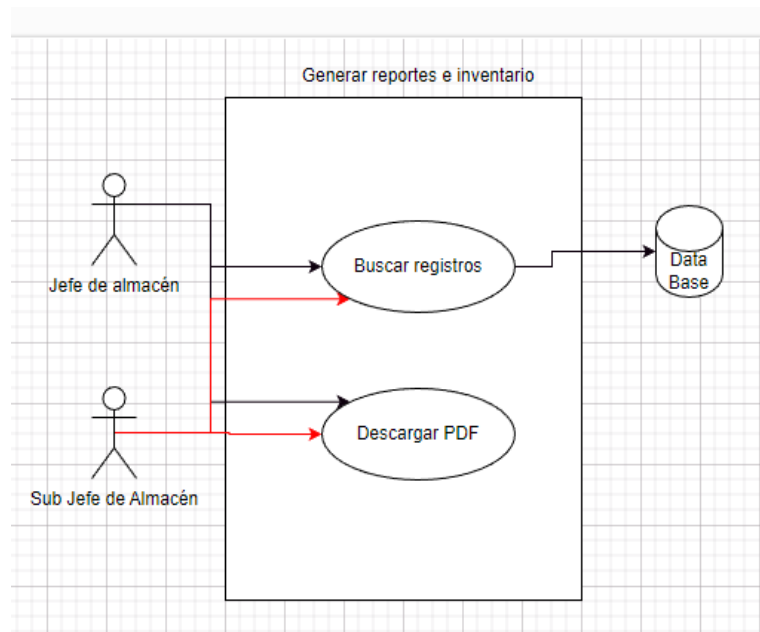 Generar reportes e inventario
Jefe de almacén
Buscar registros
Data
Base
Sub Jefe de Almacén
Descargar PDF